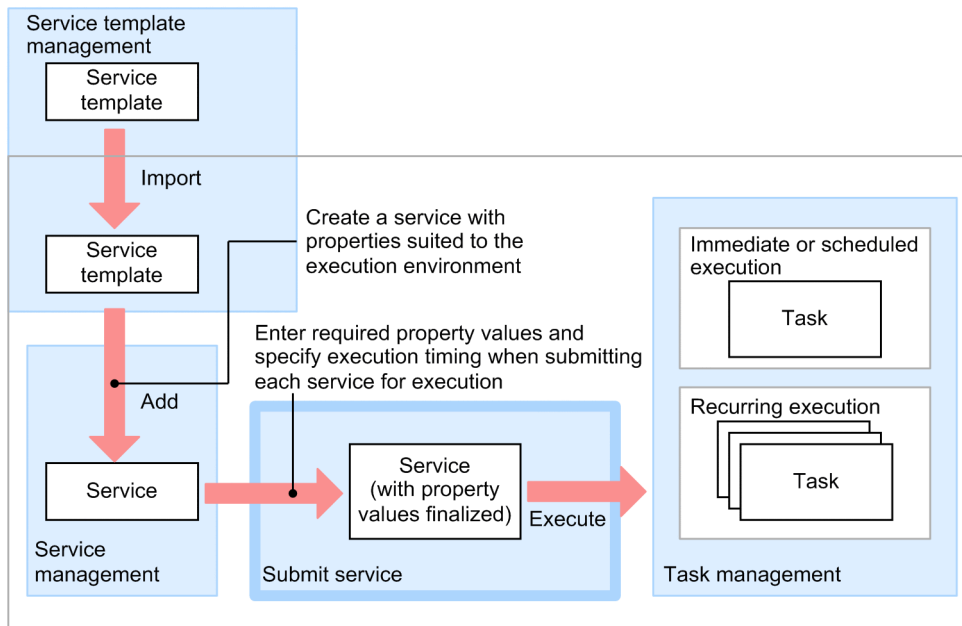 Service template
management
Service
template
Import
Service
template
Create a service with
properties suited to the
execution environment
Enter required property values and
specify execution timing when submitting
each service for execution
Add
Service
Service
management
Service
(with property
values finalized)
Execute
Submit service
Immediate or scheduled
execution
Task
Recurring execution
Task
Task management